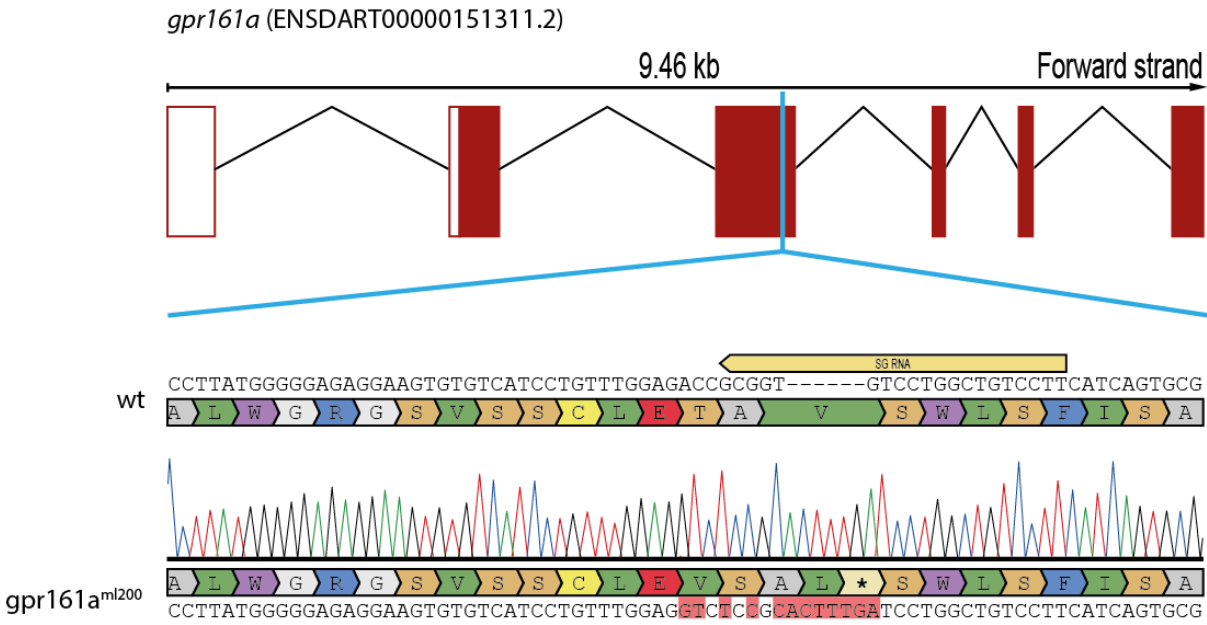 gpr161a (ENSDART00000151311.2)
9.46 kb Forward strand
SG RNA
CCTTATGGGGGAGAGGAAGTGTGTCATCCTGTTTGGAGACCGCGGT------GTCCTGGCTGTCCTTCATCAGTGCG
wt
A L W G R G S V S S C L E T A V S W L S F I S A
A L W G R G S V S S C L E V S A L * S W L S F I S A
gpr161aml200
CCTTATGGGGGAGAGGAAGTGTGTCATCCTGTTTGGAGGTCTCCGCACTTTGATCCTGGCTGTCCTTCATCAGTGCG